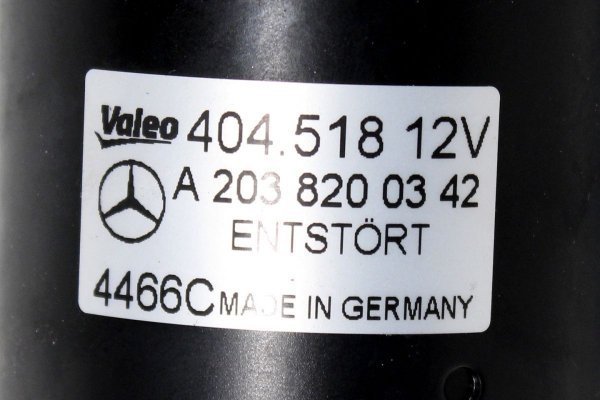 Valeo 404.518 12V
A 203 820 03 42
ENTSTÖRT
4466C MADE IN GERMANY